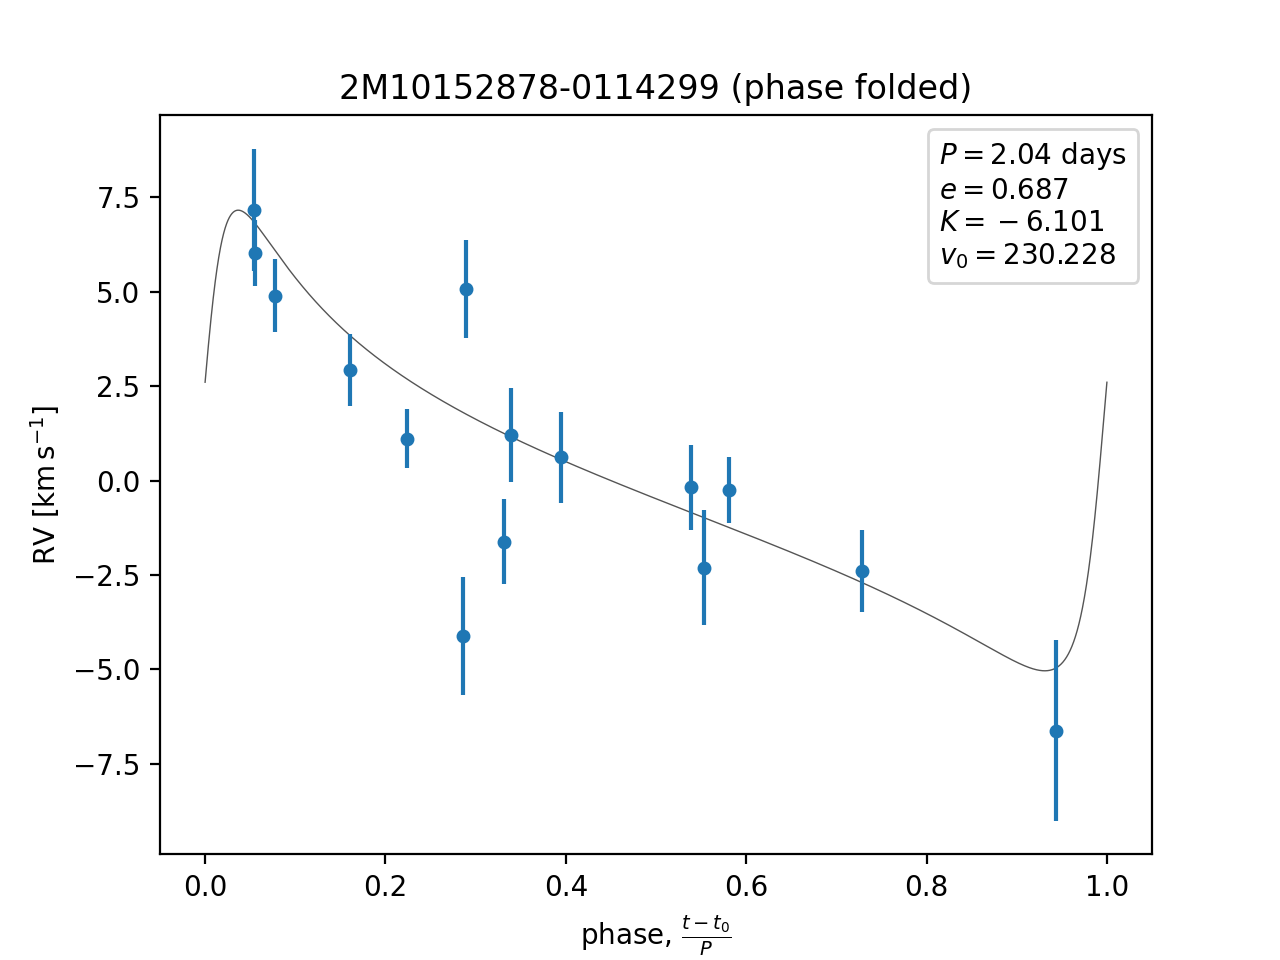 2M10152878-0114299 (phase folded)
P = 2.04 days
e = 0.687
K = −6.101
v₀ = 230.228
7.5
5.0
2.5
0.0
−2.5
−5.0
−7.5
RV [km s⁻¹]
0.0 0.2 0.4 0.6 0.8 1.0
phase, (t − t₀)/P